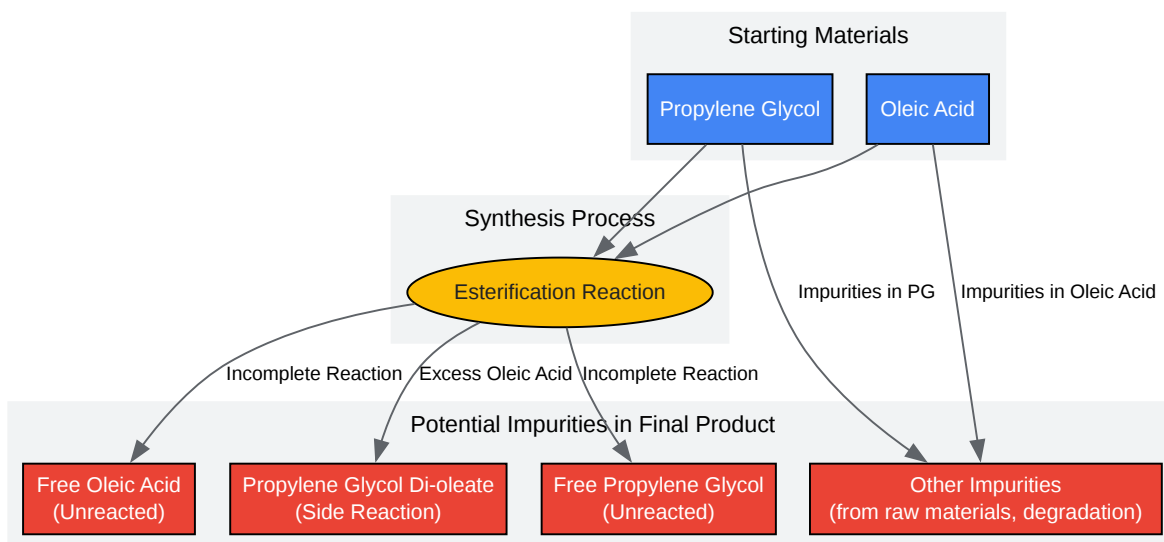 Starting Materials
Propylene Glycol
Oleic Acid
Synthesis Process
Esterification Reaction
Impurities in PG
Impurities in Oleic Acid
Incomplete Reaction
Excess Oleic Acid
Incomplete Reaction
Potential Impurities in Final Product
Free Oleic Acid
(Unreacted)
Propylene Glycol Di-oleate
(Side Reaction)
Free Propylene Glycol
(Unreacted)
Other Impurities
(from raw materials, degradation)